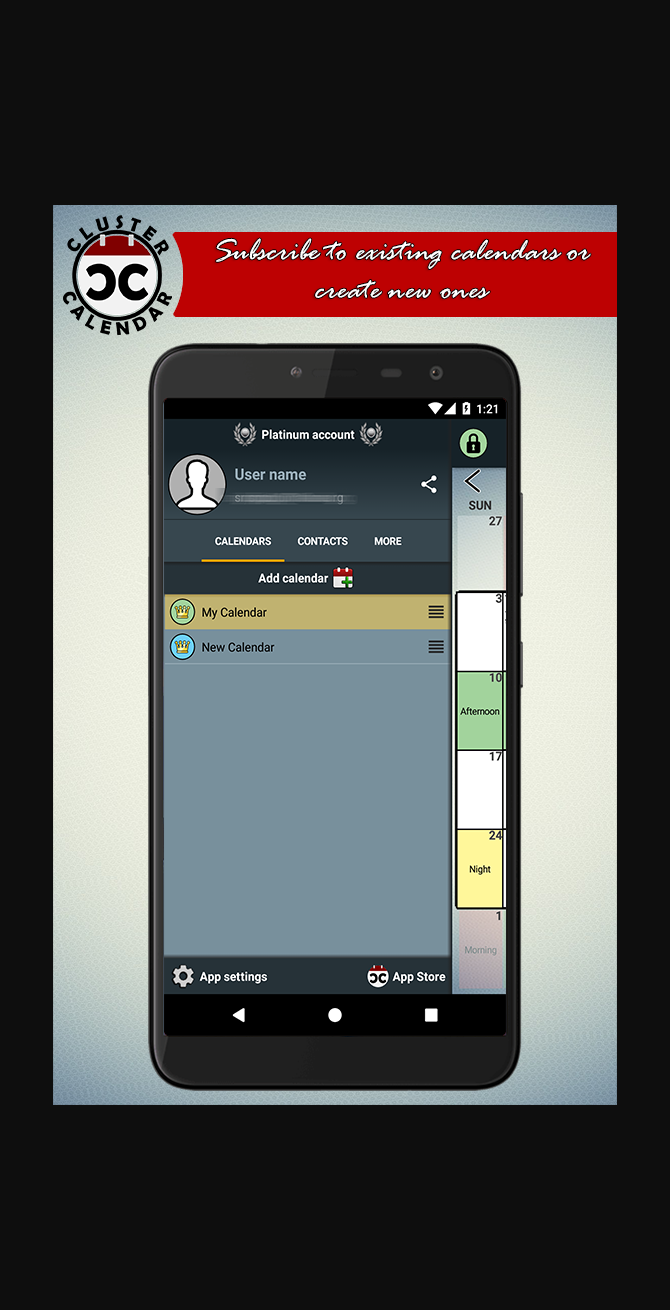 CLUSTER
CALENDAR
Subscribe to existing calendars or
create new ones
1:21
Platinum account
User name
SUN
27
CALENDARS
CONTACTS
MORE
Add calendar
3
My Calendar
New Calendar
10
Afternoon
17
24
Night
1
Morning
App settings
App Store